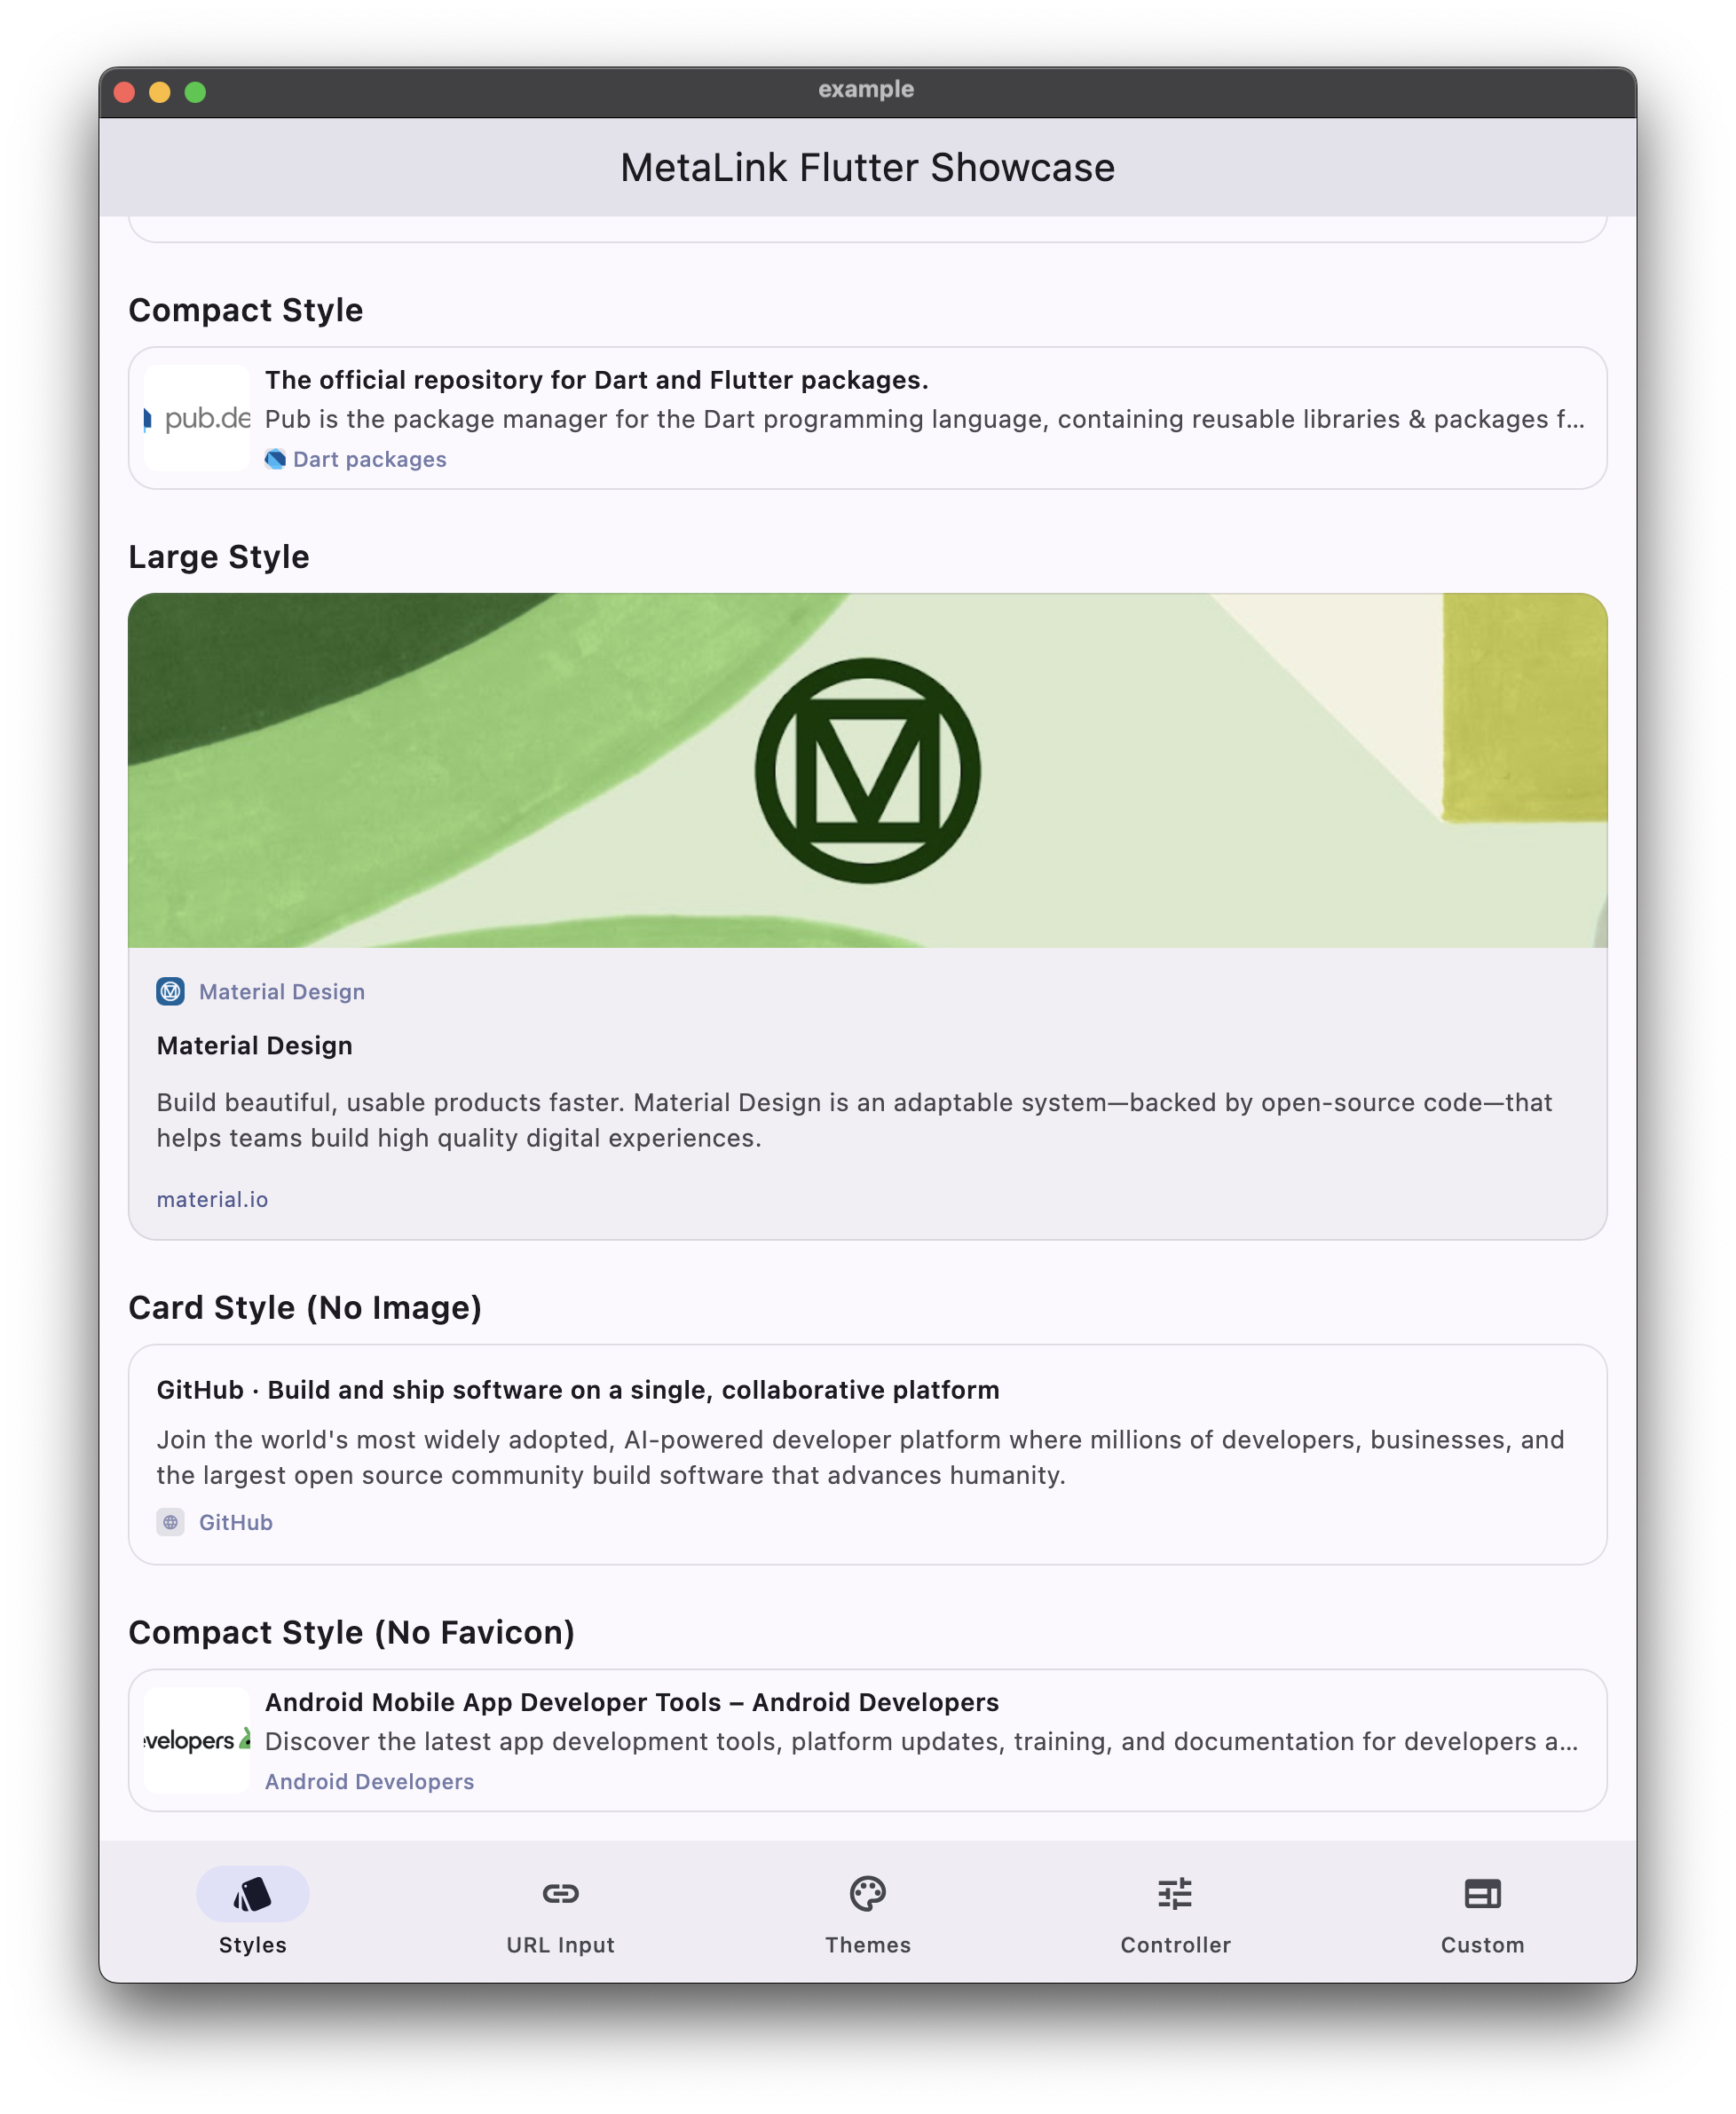 example
MetaLink Flutter Showcase
Compact Style
pub.de
The official repository for Dart and Flutter packages.
Pub is the package manager for the Dart programming language, containing reusable libraries & packages f...
Dart packages
Large Style
Material Design
Material Design
Build beautiful, usable products faster. Material Design is an adaptable system—backed by open-source code—that
helps teams build high quality digital experiences.
material.io
Card Style (No Image)
GitHub · Build and ship software on a single, collaborative platform
Join the world's most widely adopted, AI-powered developer platform where millions of developers, businesses, and
the largest open source community build software that advances humanity.
GitHub
Compact Style (No Favicon)
evelopers
Android Mobile App Developer Tools – Android Developers
Discover the latest app development tools, platform updates, training, and documentation for developers a...
Android Developers
Styles
URL Input
Themes
Controller
Custom